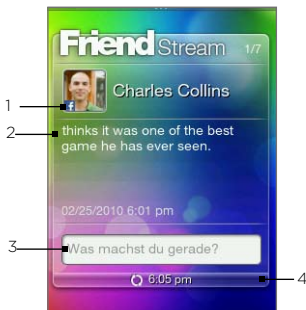 Friend Stream 1/7
1
Charles Collins
2
thinks it was one of the best
game he has ever seen.
02/25/2010 6:01 pm
3
Was machst du gerade?
6:05 pm
4